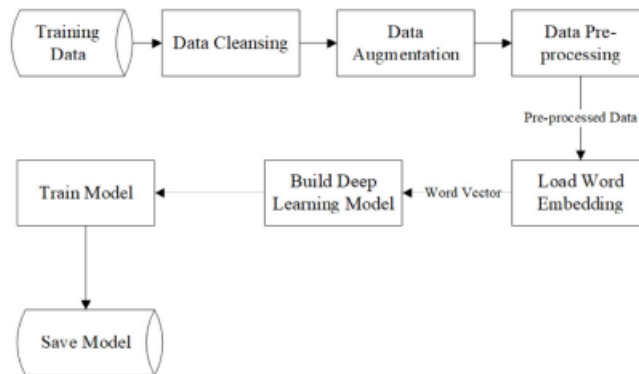 Training
Data
Data Cleansing
Data
Augmentation
Data Pre-
processing
Pre-processed Data
Load Word
Embedding
Word Vector
Build Deep
Learning Model
Train Model
Save Model